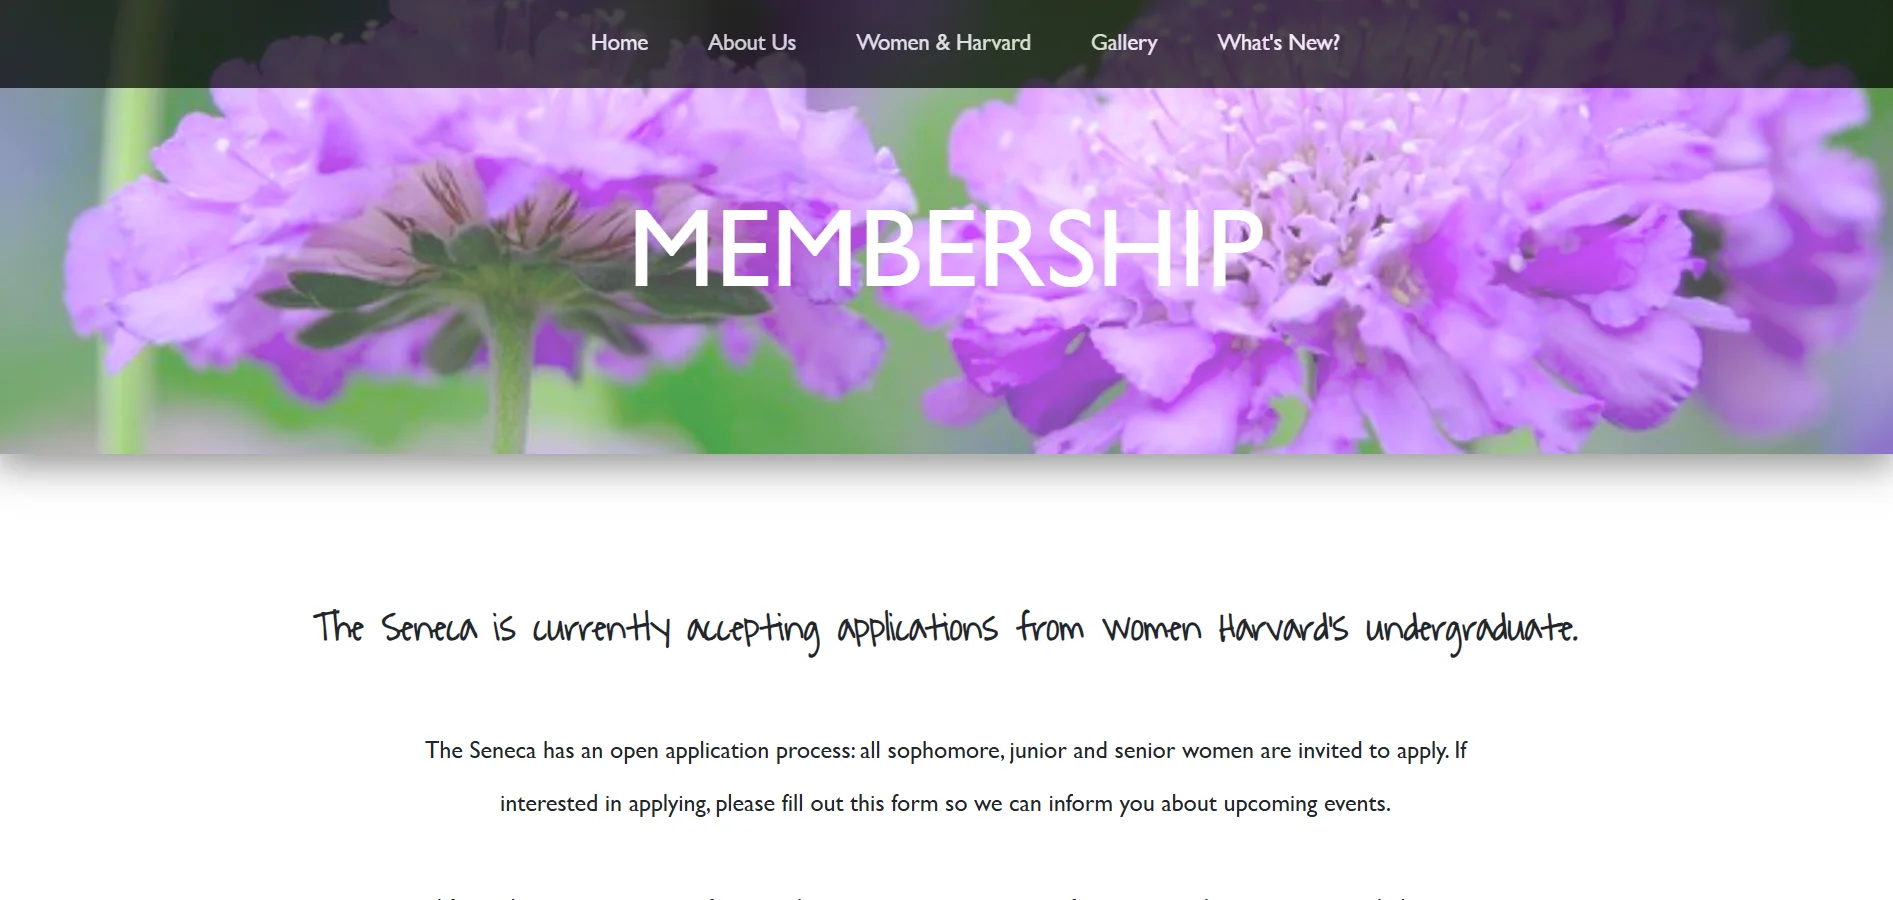 Home About Us Women & Harvard Gallery What's New?
MEMBERSHIP
The Seneca is currently accepting applications from women Harvard's undergraduate.
The Seneca has an open application process: all sophomore, junior and senior women are invited to apply. If
interested in applying, please fill out this form so we can inform you about upcoming events.